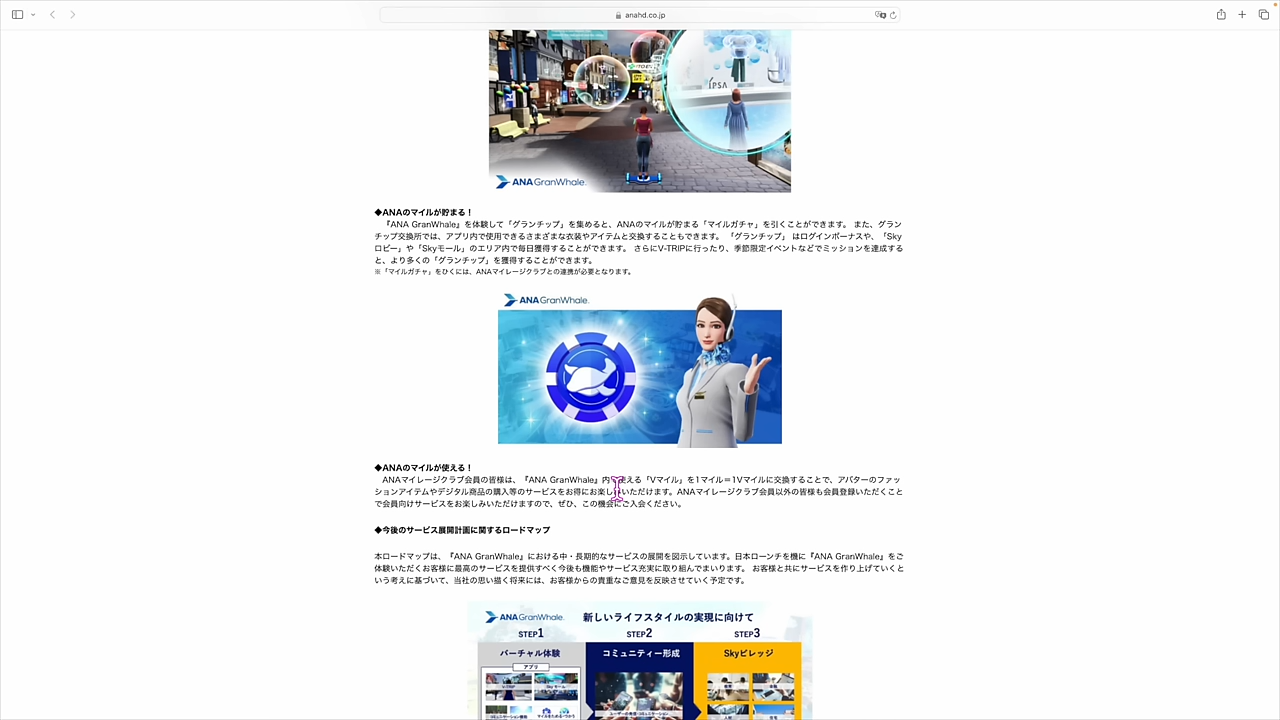 anahd.co.jp
IPSA
ANA GranWhale
◆ANAのマイルが貯まる！
『ANA GranWhale』を体験して「グランチップ」を集めると、ANAのマイルが貯まる「マイルガチャ」を引くことができます。 また、グラン
チップ交換所では、アプリ内で使用できるさまざまな衣装やアイテムと交換することもできます。 「グランチップ」 はログインボーナスや、「Sky
ロビー」や「Skyモール」のエリア内で毎日獲得することができます。 さらにV-TRIPに行ったり、季節限定イベントなどでミッションを達成する
と、より多くの「グランチップ」を獲得することができます。
※「マイルガチャ」をひくには、ANAマイレージクラブとの連携が必要となります。
ANA GranWhale
◆ANAのマイルが使える！
ANAマイレージクラブ会員の皆様は、『ANA GranWhale』内で使える「Vマイル」を1マイル＝1Vマイルに交換することで、アバターのファッ
ションアイテムやデジタル商品の購入等のサービスをお得にお楽しみいただけます。ANAマイレージクラブ会員以外の皆様も会員登録いただくこと
で会員向けサービスをお楽しみいただけますので、ぜひ、この機会にご入会ください。
◆今後のサービス展開計画に関するロードマップ
本ロードマップは、『ANA GranWhale』における中・長期的なサービスの展開を図示しています。日本ローンチを機に『ANA GranWhale』をご
体験いただくお客様に最高のサービスを提供すべく今後も機能やサービス充実に取り組んでまいります。 お客様と共にサービスを作り上げていくと
いう考えに基づいて、当社の思い描く将来には、お客様からの貴重なご意見を反映させていく予定です。
ANA GranWhale 新しいライフスタイルの実現に向けて
STEP1 STEP2 STEP3
バーチャル体験 コミュニティー形成 Skyビレッジ
アプリ
V-TRIP Skyモール